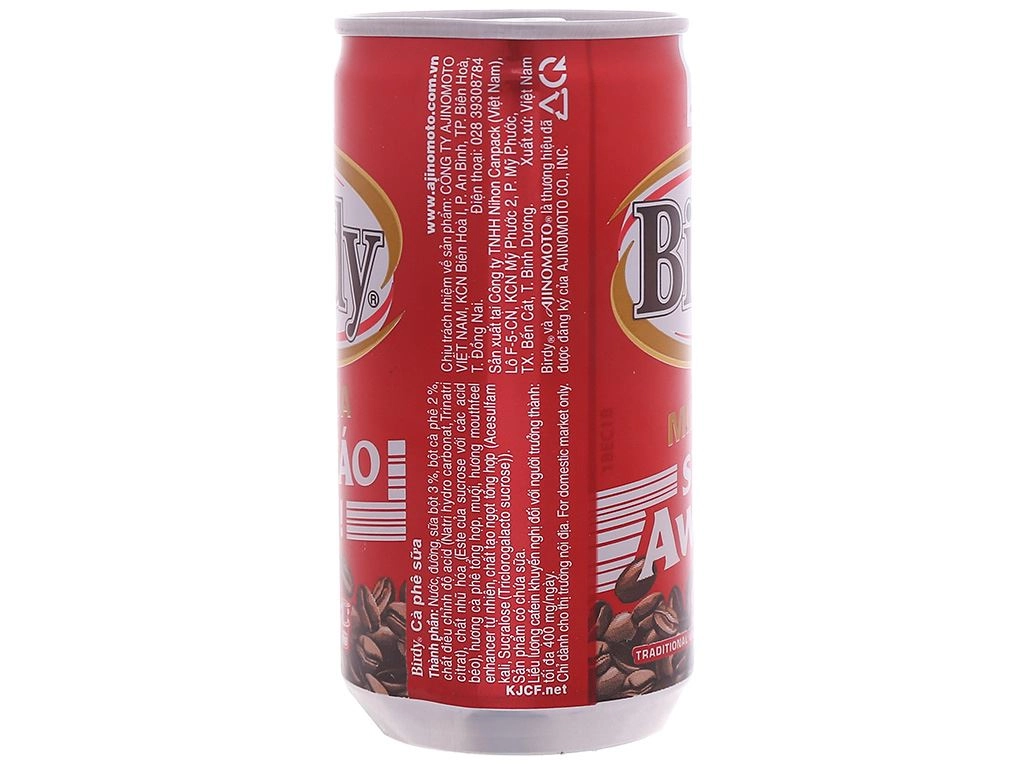 Birdy® Cà phê sữa
Thành phần: Nước, đường, sữa bột 3%, bột cà phê 2%,
chất điều chỉnh độ acid (Natri hydro carbonat, Trinatri
citrat), chất nhũ hóa (Este của sucrose với các acid
béo), hương cà phê tổng hợp, muối, hương mouthfeel
enhancer tự nhiên, chất tạo ngọt tổng hợp (Acesulfam
kali, Sucralose (Triclorogalacto sucrose)).
Sản phẩm có chứa sữa.
Liều lượng cafein khuyến nghị đối với người trưởng thành:
tối đa 400 mg/ngày.
Chỉ dành cho thị trường nội địa. For domestic market only.
www.ajinomoto.com.vn
Chịu trách nhiệm về sản phẩm: CÔNG TY AJINOMOTO
VIỆT NAM. KCN Biên Hoà I, P. An Bình, TP. Biên Hoà,
T. Đồng Nai. Điện thoại: 028 39308784
Sản xuất tại Công ty TNHH Nihon Canpack (Việt Nam),
Lô F-5-CN, KCN Mỹ Phước 2, P. Mỹ Phước,
TX. Bến Cát, T. Bình Dương. Xuất xứ: Việt Nam
Birdy® và AJINOMOTO® là thương hiệu đã
được đăng ký của AJINOMOTO CO., INC.
KJCF.net
ly®
ÁO
Bi
TRADITIONAL